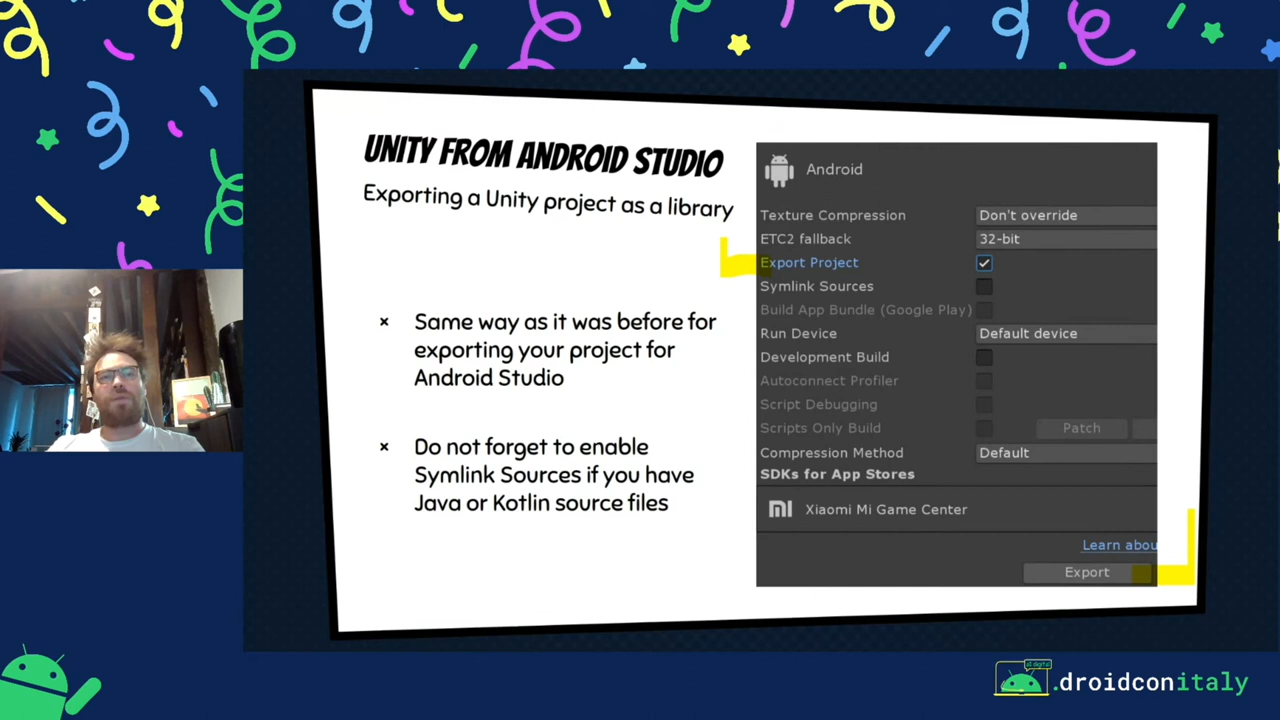 UNITY FROM ANDROID STUDIO
Exporting a Unity project as a library
× Same way as it was before for
exporting your project for
Android Studio
× Do not forget to enable
Symlink Sources if you have
Java or Kotlin source files
Android
Texture Compression Don't override
ETC2 fallback 32-bit
Export Project
Symlink Sources
Build App Bundle (Google Play)
Run Device Default device
Development Build
Autoconnect Profiler
Script Debugging
Scripts Only Build Patch
Compression Method Default
SDKs for App Stores
Xiaomi Mi Game Center
Learn abou
Export
.droidconitaly